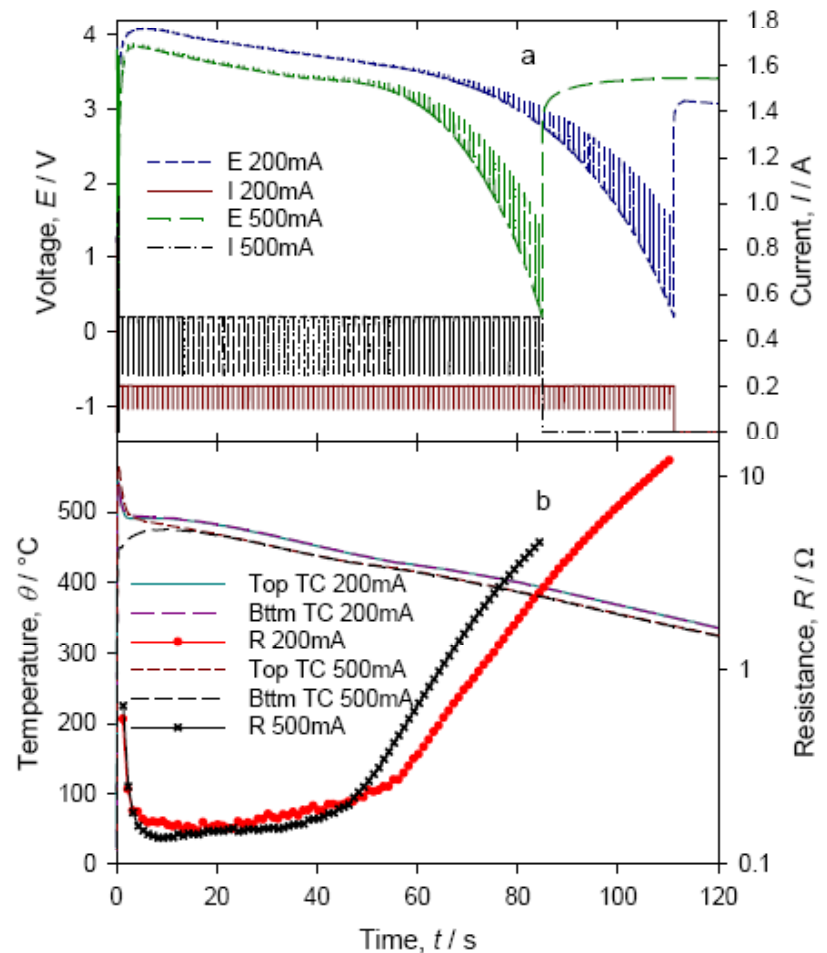 a
4
3
2
1
0
-1
Voltage, E / V
1.8
1.6
1.4
1.2
1.0
0.8
0.6
0.4
0.2
0.0
Current, I / A
E 200mA
I 200mA
E 500mA
I 500mA
b
500
400
300
200
100
0
Temperature, θ / °C
10
1
0.1
Resistance, R / Ω
Top TC 200mA
Bttm TC 200mA
R 200mA
Top TC 500mA
Bttm TC 500mA
R 500mA
0 20 40 60 80 100 120
Time, t / s